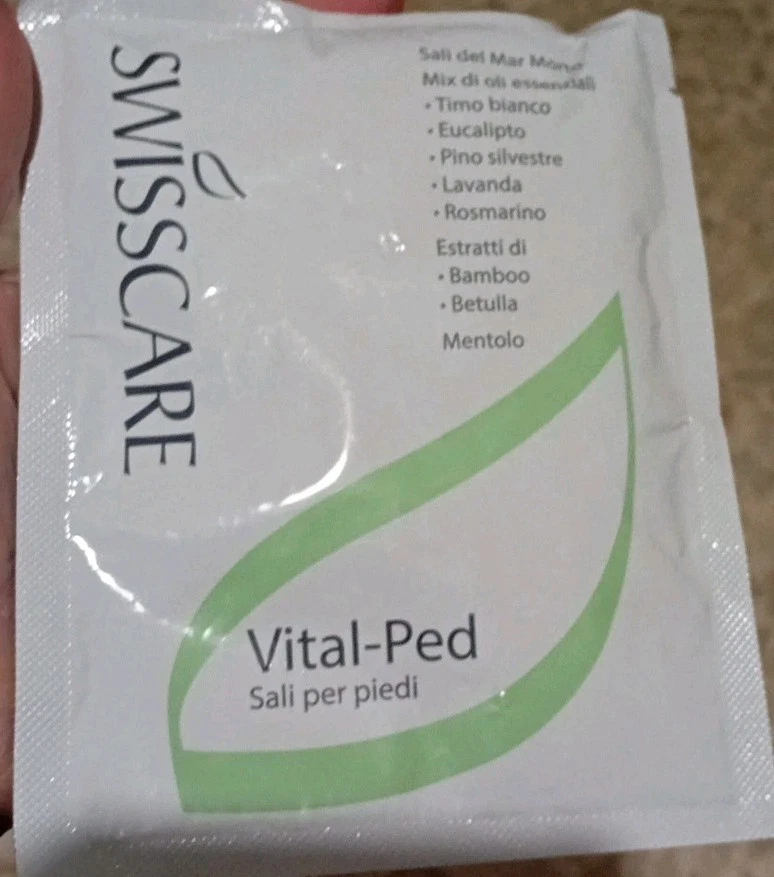 SWISSCARE
Sali del Mar Morto
Mix di oli essenziali
• Timo bianco
• Eucalipto
• Pino silvestre
• Lavanda
• Rosmarino
Estratti di
• Bamboo
• Betulla
Mentolo
Vital-Ped
Sali per piedi